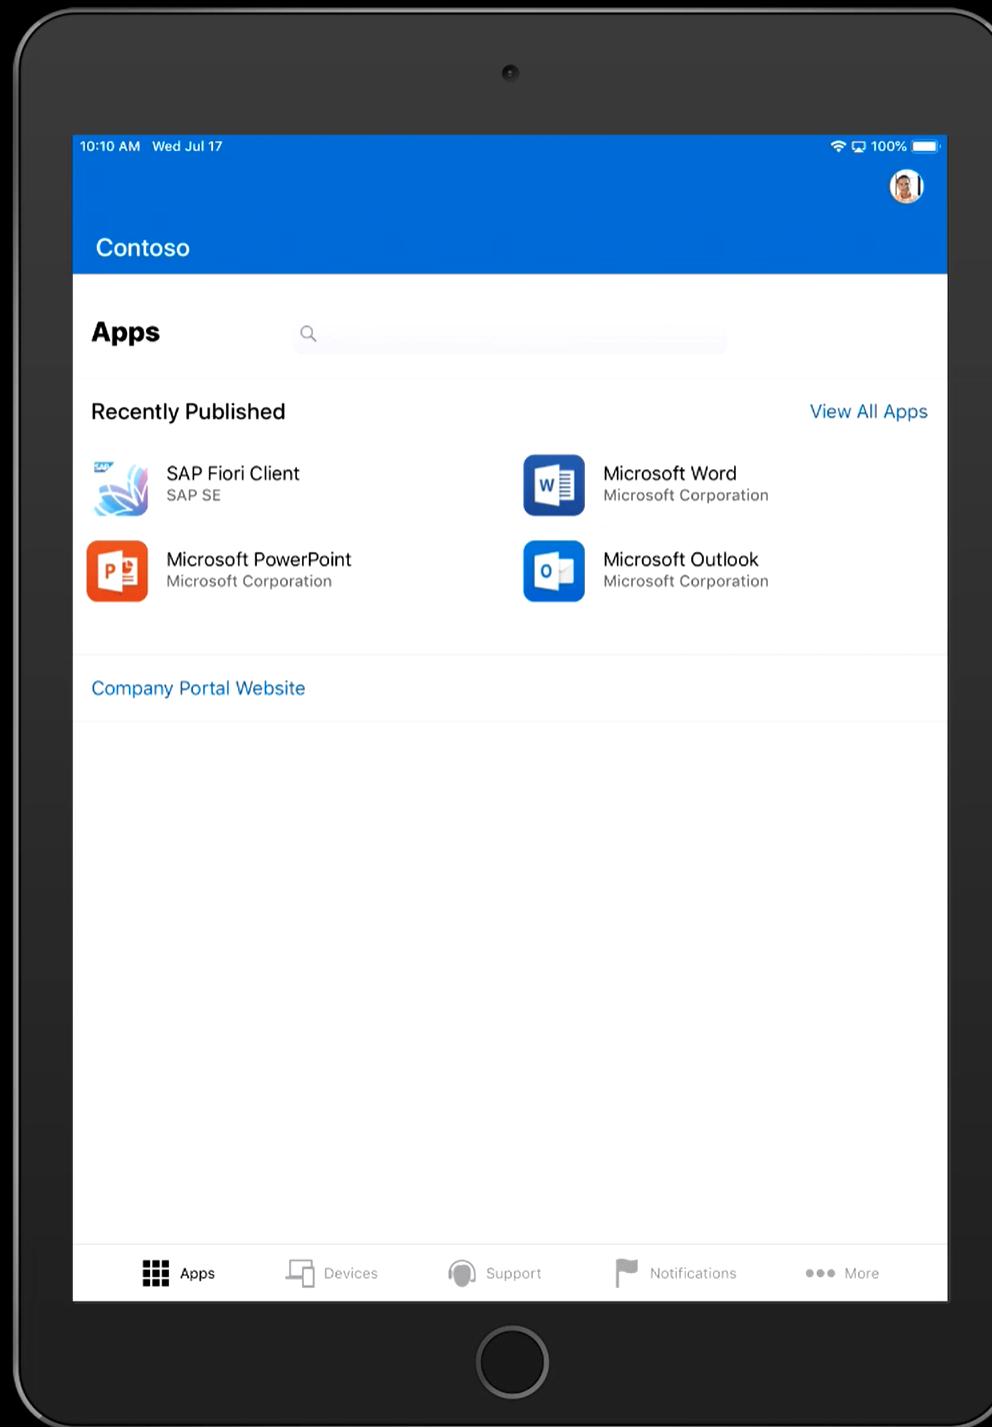 10:10 AM Wed Jul 17
100%
Contoso
Apps
Recently Published
View All Apps
SAP
SAP Fiori Client
SAP SE
W
Microsoft Word
Microsoft Corporation
P
Microsoft PowerPoint
Microsoft Corporation
O
Microsoft Outlook
Microsoft Corporation
Company Portal Website
Apps
Devices
Support
Notifications
More